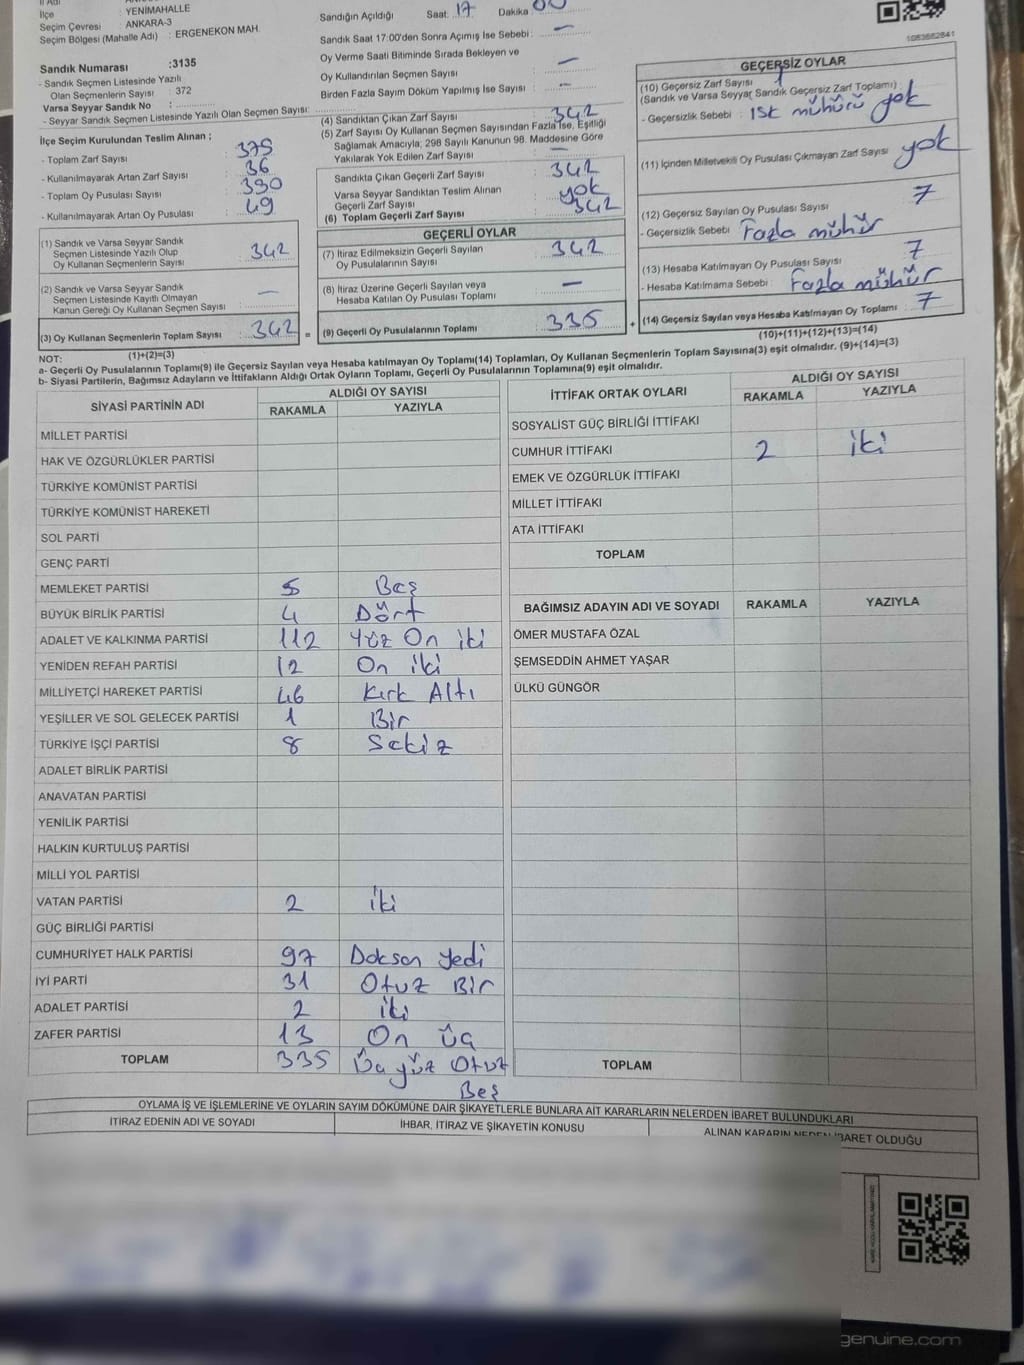 İlçe : YENİMAHALLE
Seçim Çevresi : ANKARA-3
Seçim Bölgesi (Mahalle Adı) : ERGENEKON MAH.
Sandık Numarası :3135
- Sandık Seçmen Listesinde Yazılı
Olan Seçmenlerin Sayısı : 372
Varsa Seyyar Sandık No :
- Seyyar Sandık Seçmen Listesinde Yazılı Olan Seçmen Sayısı:
İlçe Seçim Kurulundan Teslim Alınan ;
- Toplam Zarf Sayısı : 375
- Kullanılmayarak Artan Zarf Sayısı : 36
- Toplam Oy Pusulası Sayısı : 390
- Kullanılmayarak Artan Oy Pusulası : 49
(1) Sandık ve Varsa Seyyar Sandık
Seçmen Listesinde Yazılı Olup
Oy Kullanan Seçmenlerin Sayısı : 342
(2) Sandık ve Varsa Seyyar Sandık
Seçmen Listesinde Kayıtlı Olmayan
Kanun Gereği Oy Kullanan Seçmen Sayısı : —
(3) Oy Kullanan Seçmenlerin Toplam Sayısı : 342 =
(1)+(2)=(3)
Sandığın Açıldığı Saat: 17 Dakika 00
Sandık Saat 17:00'den Sonra Açımış İse Sebebi : —
Oy Verme Saati Bitiminde Sırada Bekleyen ve
Oy Kullandırılan Seçmen Sayısı : —
Birden Fazla Sayım Döküm Yapılmış İse Sayısı : —
(4) Sandıktan Çıkan Zarf Sayısı : 342
(5) Zarf Sayısı Oy Kullanan Seçmen Sayısından Fazla İse, Eşitliği
Sağlamak Amacıyla; 298 Sayılı Kanunun 98. Maddesine Göre
Yakılarak Yok Edilen Zarf Sayısı : —
Sandıkta Çıkan Geçerli Zarf Sayısı : 342
Varsa Seyyar Sandıktan Teslim Alınan
Geçerli Zarf Sayısı : yok
(6) Toplam Geçerli Zarf Sayısı : 342
GEÇERLİ OYLAR
(7) İtiraz Edilmeksizin Geçerli Sayılan
Oy Pusulalarının Sayısı : 342
(8) İtiraz Üzerine Geçerli Sayılan veya
Hesaba Katılan Oy Pusulası Toplamı : —
(9) Geçerli Oy Pusulalarının Toplamı : 335 +
1083662841
GEÇERSİZ OYLAR
(10) Geçersiz Zarf Sayısı : 1
(Sandık ve Varsa Seyyar Sandık Geçersiz Zarf Toplamı)
- Geçersizlik Sebebi : ISK mühürü yok
(11) İçinden Milletvekili Oy Pusulası Çıkmayan Zarf Sayısı : yok
(12) Geçersiz Sayılan Oy Pusulası Sayısı : 7
- Geçersizlik Sebebi : Fazla mühür
(13) Hesaba Katılmayan Oy Pusulası Sayısı : 7
- Hesaba Katılmama Sebebi : Fazla mühür
(14) Geçersiz Sayılan veya Hesaba Katılmayan Oy Toplamı : 7
(10)+(11)+(12)+(13)=(14)
NOT:
a- Geçerli Oy Pusulalarının Toplamı(9) ile Geçersiz Sayılan veya Hesaba katılmayan Oy Toplamı(14) Toplamları, Oy Kullanan Seçmenlerin Toplam Sayısına(3) eşit olmalıdır. (9)+(14)=(3)
b- Siyasi Partilerin, Bağımsız Adayların ve İttifakların Aldığı Ortak Oyların Toplamı, Geçerli Oy Pusulalarının Toplamına(9) eşit olmalıdır.
SİYASİ PARTİNİN ADI ALDIĞI OY SAYISI
RAKAMLA YAZIYLA
MİLLET PARTİSİ
HAK VE ÖZGÜRLÜKLER PARTİSİ
TÜRKİYE KOMÜNİST PARTİSİ
TÜRKİYE KOMÜNİST HAREKETİ
SOL PARTİ
GENÇ PARTİ
MEMLEKET PARTİSİ 5 Beş
BÜYÜK BİRLİK PARTİSİ 4 Dört
ADALET VE KALKINMA PARTİSİ 112 Yüz On iki
YENİDEN REFAH PARTİSİ 12 On iki
MİLLİYETÇİ HAREKET PARTİSİ 46 Kırk Altı
YEŞİLLER VE SOL GELECEK PARTİSİ 1 Bir
TÜRKİYE İŞÇİ PARTİSİ 8 Sekiz
ADALET BİRLİK PARTİSİ
ANAVATAN PARTİSİ
YENİLİK PARTİSİ
HALKIN KURTULUŞ PARTİSİ
MİLLİ YOL PARTİSİ
VATAN PARTİSİ 2 iki
GÜÇ BİRLİĞİ PARTİSİ
CUMHURİYET HALK PARTİSİ 97 Doksan yedi
İYİ PARTİ 31 Otuz Bir
ADALET PARTİSİ 2 iki
ZAFER PARTİSİ 13 On üç
TOPLAM 335 Üç yüz Otuz
Beş
İTTİFAK ORTAK OYLARI ALDIĞI OY SAYISI
RAKAMLA YAZIYLA
SOSYALİST GÜÇ BİRLİĞİ İTTİFAKI
CUMHUR İTTİFAKI 2 iki
EMEK VE ÖZGÜRLÜK İTTİFAKI
MİLLET İTTİFAKI
ATA İTTİFAKI
TOPLAM
BAĞIMSIZ ADAYIN ADI VE SOYADI RAKAMLA YAZIYLA
ÖMER MUSTAFA ÖZAL
ŞEMSEDDİN AHMET YAŞAR
ÜLKÜ GÜNGÖR
TOPLAM
OYLAMA İŞ VE İŞLEMLERİNE VE OYLARIN SAYIM DÖKÜMÜNE DAİR ŞİKAYETLERLE BUNLARA AİT KARARLARIN NELERDEN İBARET BULUNDUKLARI
İTİRAZ EDENİN ADI VE SOYADI İHBAR, İTİRAZ VE ŞİKAYETİN KONUSU ALINAN KARARIN NEDEN İBARET OLDUĞU
genuine.com